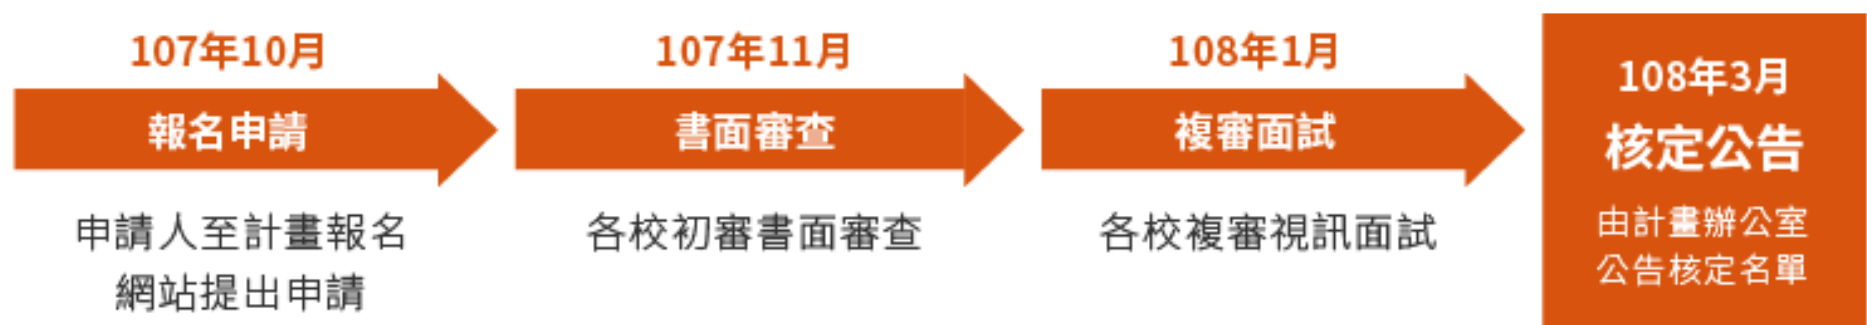 107年10月
報名申請
申請人至計畫報名
網站提出申請
107年11月
書面審查
各校初審書面審查
108年1月
複審面試
各校複審視訊面試
108年3月
核定公告
由計畫辦公室
公告核定名單